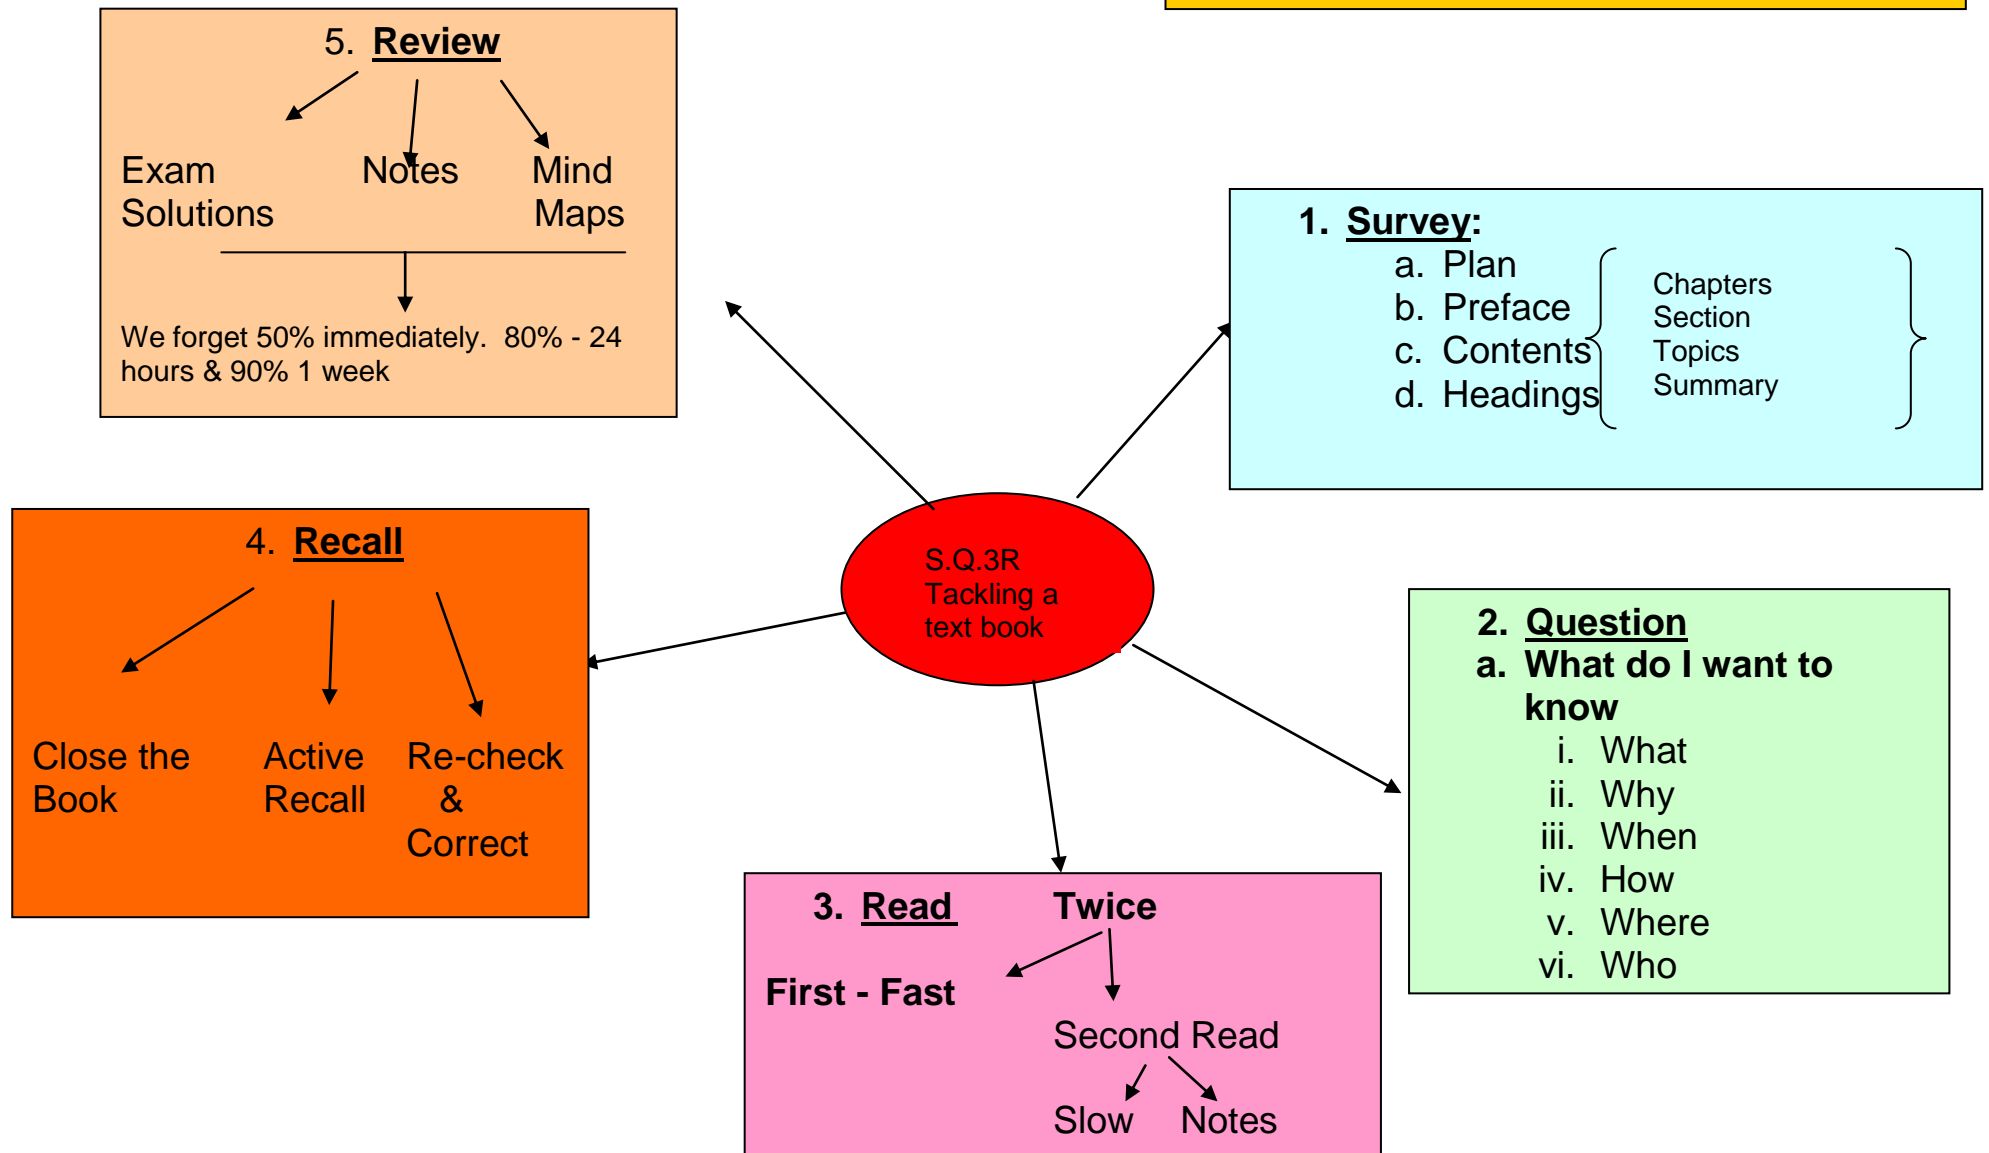 5. Review
Exam Notes Mind
Solutions Maps
We forget 50% immediately. 80% - 24
hours & 90% 1 week
1. Survey:
a. Plan
b. Preface
c. Contents
d. Headings
Chapters
Section
Topics
Summary
S.Q.3R
Tackling a
text book
4. Recall
Close the Active Re-check
Book Recall &
Correct
2. Question
a. What do I want to
know
i. What
ii. Why
iii. When
iv. How
v. Where
vi. Who
3. Read Twice
First - Fast
Second Read
Slow Notes